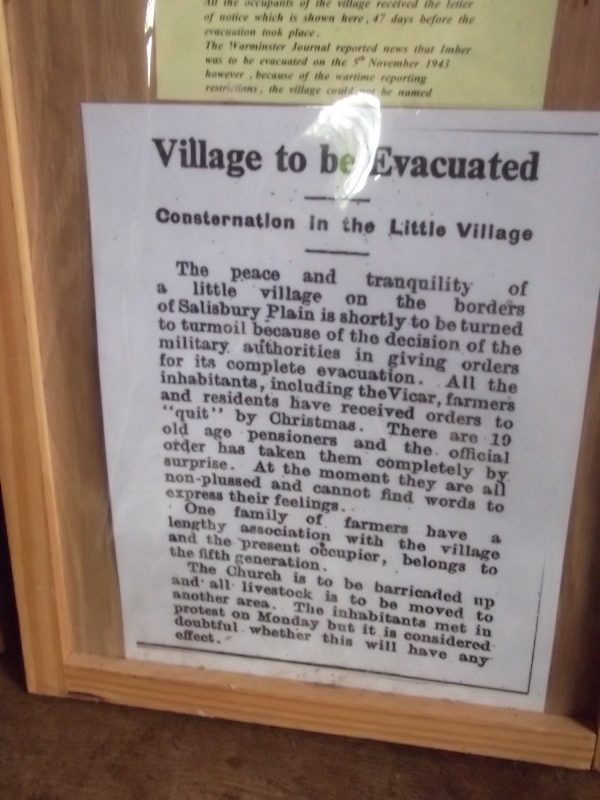 All the occupants of the village received the letter
of notice which is shown here, 47 days before the
evacuation took place.
The Warminster Journal reported news that Imber
was to be evacuated on the 5th November 1943
however, because of the wartime reporting
restrictions, the village could not be named
Village to be Evacuated
Consternation in the Little Village
The peace and tranquility of
a little village on the borders
of Salisbury Plain is shortly to be turned
to turmoil because of the decision of the
military authorities in giving orders
for its complete evacuation. All the
inhabitants, including the Vicar, farmers
and residents have received orders to
"quit" by Christmas. There are 19
old age pensioners and the official
order has taken them completely by
surprise. At the moment they are all
non-plussed and cannot find words to
express their feelings.
One family of farmers have a
lengthy association with the village
and the present occupier, belongs to
the fifth generation.
The Church is to be barricaded up
and all livestock is to be moved to
another area. The inhabitants met in
protest on Monday but it is considered
doubtful whether this will have any
effect.